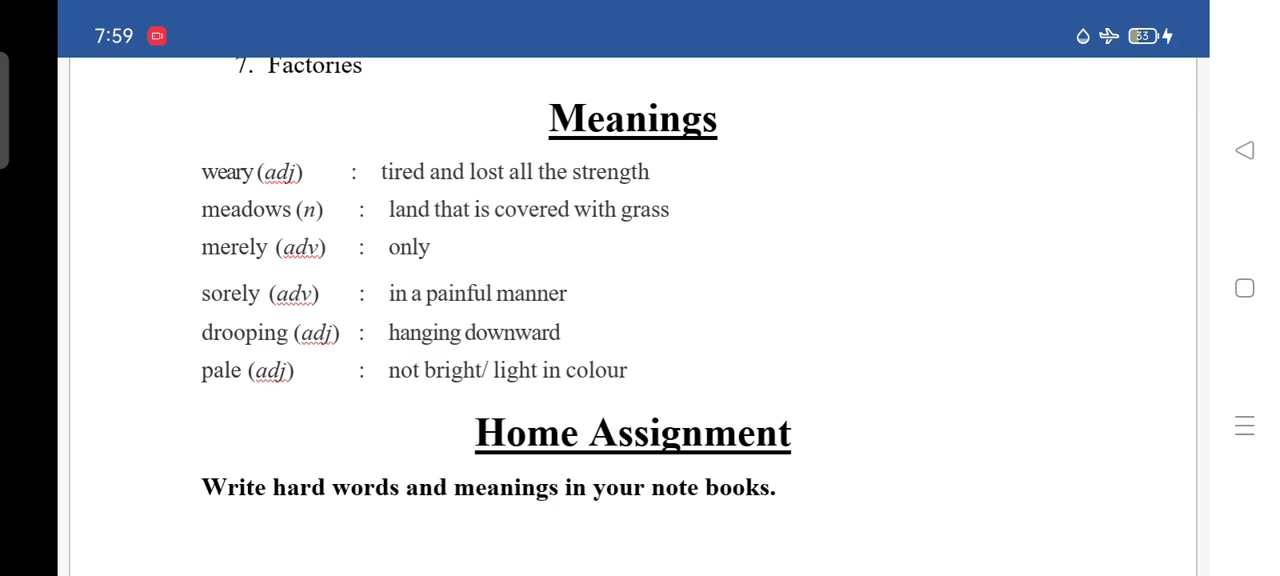 7:59
33
7. Factories
Meanings
weary (adj) : tired and lost all the strength
meadows (n) : land that is covered with grass
merely (adv) : only
sorely (adv) : in a painful manner
drooping (adj) : hanging downward
pale (adj) : not bright/ light in colour
Home Assignment
Write hard words and meanings in your note books.